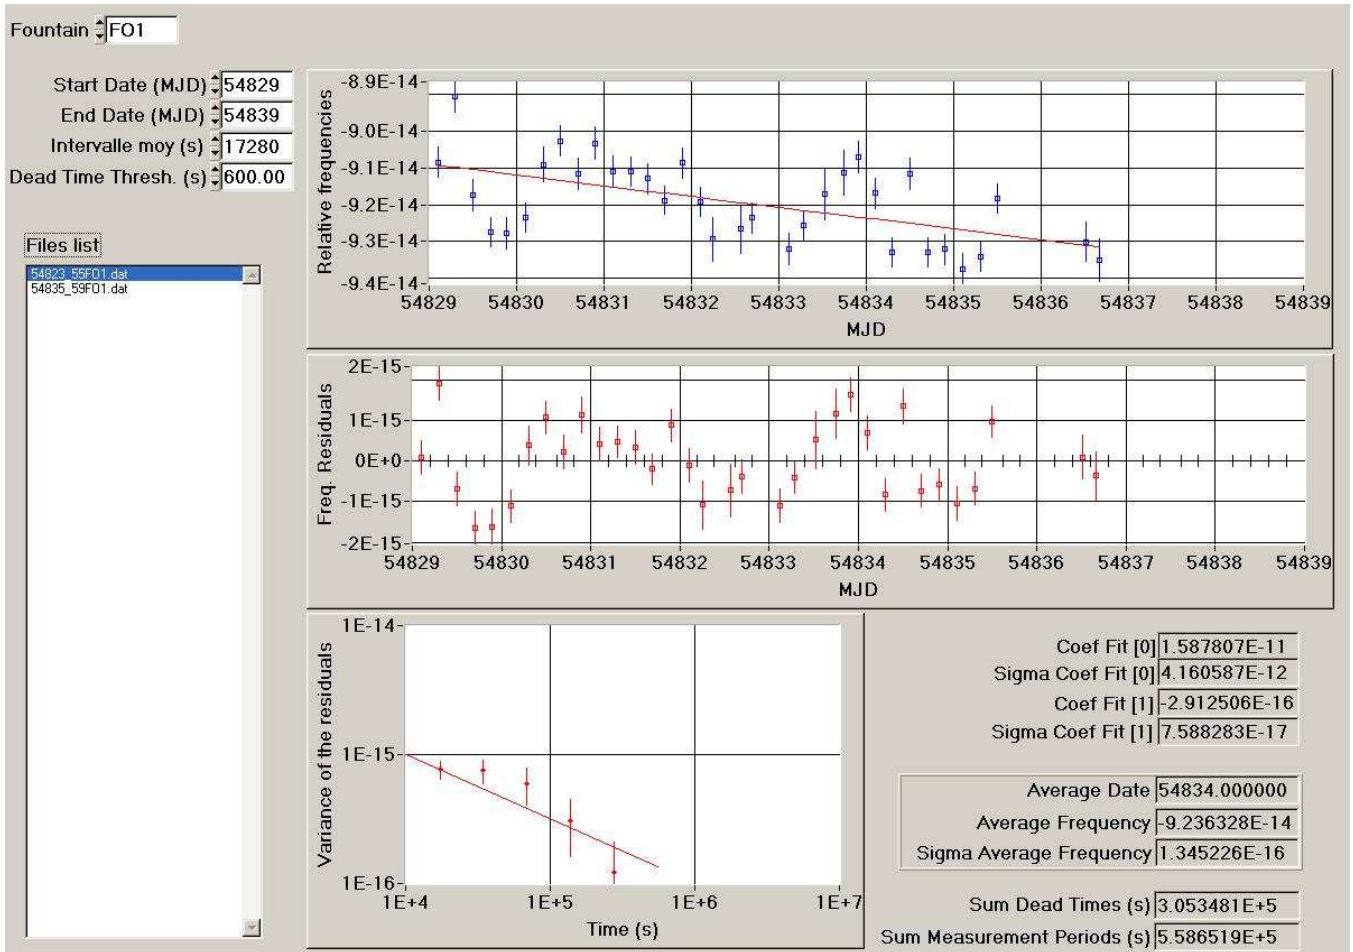 Fountain FO1
Start Date (MJD) 54829
End Date (MJD) 54839
Intervalle moy (s) 17280
Dead Time Thresh. (s) 600.00
Files list
54823_55FO1.dat
54835_59FO1.dat
Relative frequencies
-8.9E-14
-9.0E-14
-9.1E-14
-9.2E-14
-9.3E-14
-9.4E-14
54829 54830 54831 54832 54833 54834 54835 54836 54837 54838 54839
MJD
Freq. Residuals
2E-15
1E-15
0E+0
-1E-15
-2E-15
54829 54830 54831 54832 54833 54834 54835 54836 54837 54838 54839
MJD
Variance of the residuals
1E-14
1E-15
1E-16
1E+4 1E+5 1E+6 1E+7
Time (s)
Coef Fit [0] 1.587807E-11
Sigma Coef Fit [0] 4.160587E-12
Coef Fit [1] -2.912506E-16
Sigma Coef Fit [1] 7.588283E-17
Average Date 54834.000000
Average Frequency -9.236328E-14
Sigma Average Frequency 1.345226E-16
Sum Dead Times (s) 3.053481E+5
Sum Measurement Periods (s) 5.586519E+5